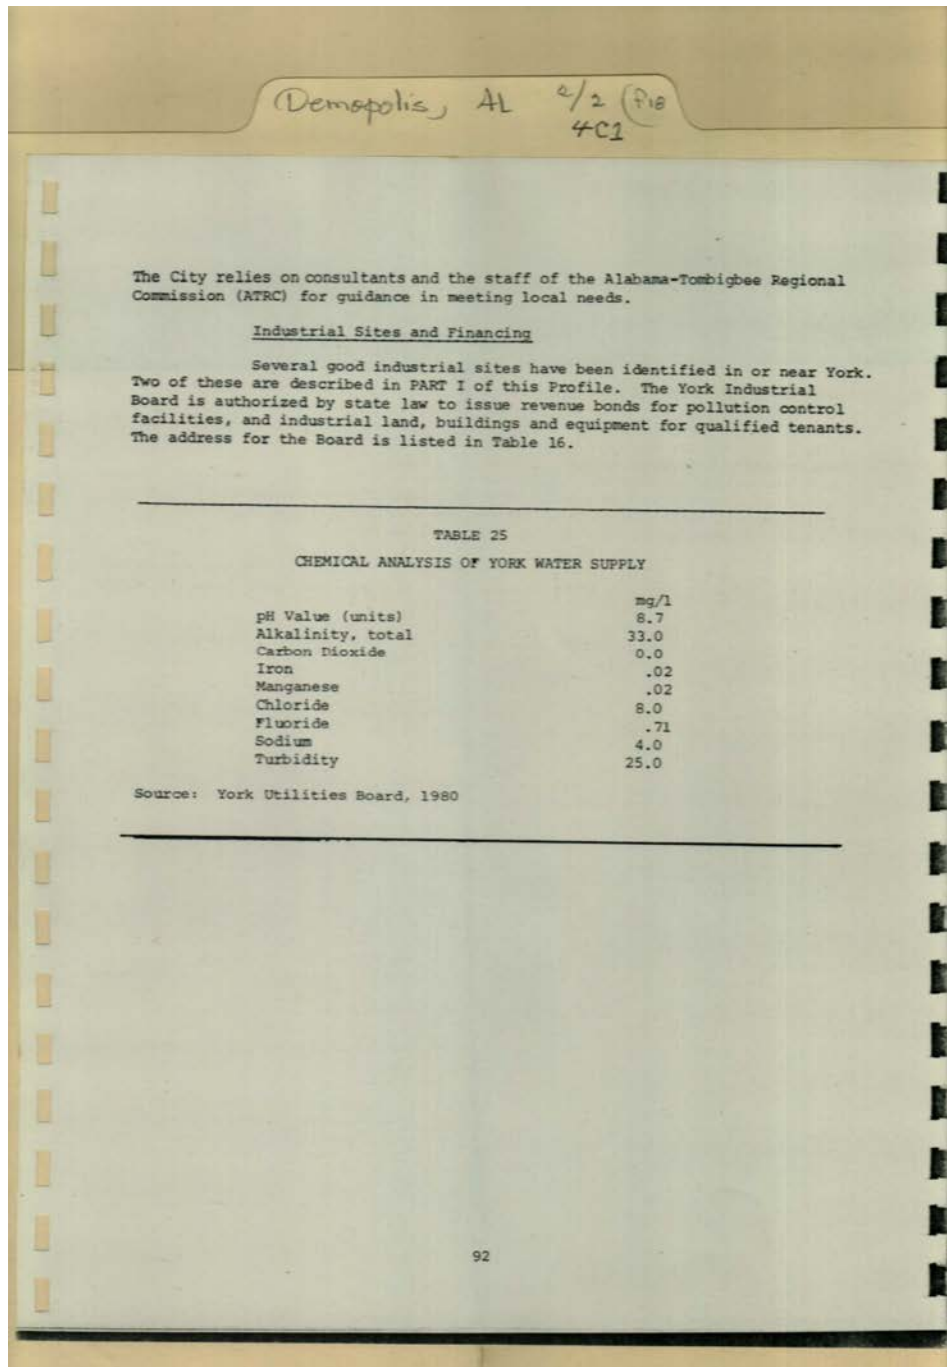 Demopolis, AL 2/2 (P18
4C1
The City relies on consultants and the staff of the Alabama-Tombigbee Regional
Commission (ATRC) for guidance in meeting local needs.
Industrial Sites and Financing
Several good industrial sites have been identified in or near York.
Two of these are described in PART I of this Profile. The York Industrial
Board is authorized by state law to issue revenue bonds for pollution control
facilities, and industrial land, buildings and equipment for qualified tenants.
The address for the Board is listed in Table 16.
TABLE 25
CHEMICAL ANALYSIS OF YORK WATER SUPPLY
mg/l
pH Value (units) 8.7
Alkalinity, total 33.0
Carbon Dioxide 0.0
Iron .02
Manganese .02
Chloride 8.0
Fluoride .71
Sodium 4.0
Turbidity 25.0
Source: York Utilities Board, 1980
92